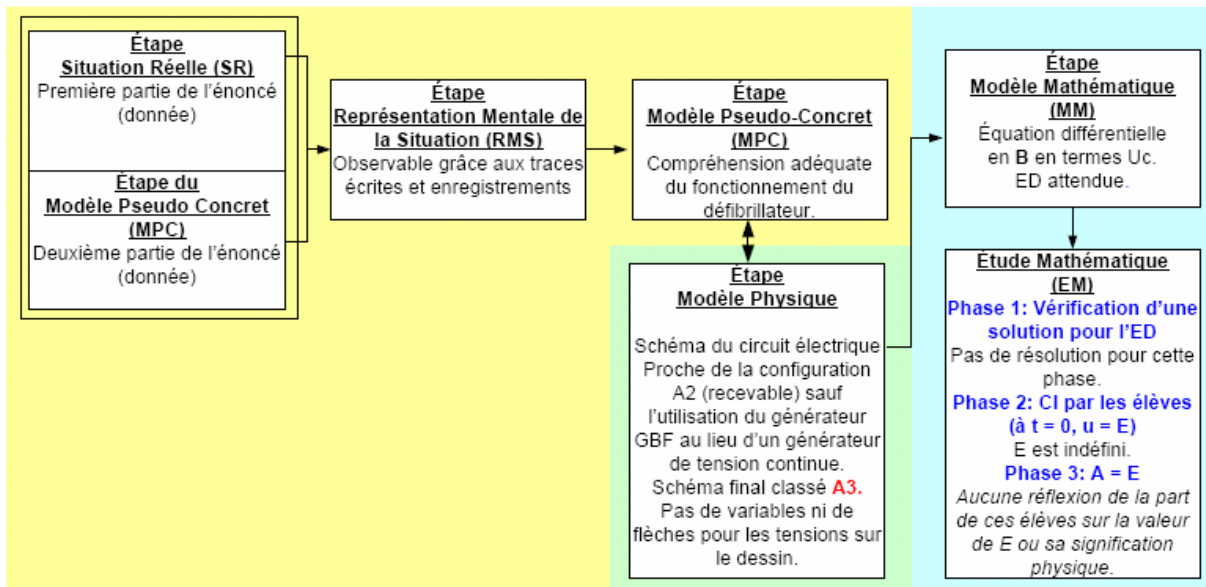 Étape
Situation Réelle (SR)
Première partie de l'énoncé
(donnée)
Étape du
Modèle Pseudo Concret
(MPC)
Deuxième partie de l'énoncé
(donnée)
Étape
Représentation Mentale de
la Situation (RMS)
Observable grâce aux traces
écrites et enregistrements
Étape
Modèle Pseudo-Concret
(MPC)
Compréhension adéquate
du fonctionnement du
défibrillateur.
Étape
Modèle Physique
Schéma du circuit électrique
Proche de la configuration
A2 (recevable) sauf
l'utilisation du générateur
GBF au lieu d'un générateur
de tension continue.
Schéma final classé A3.
Pas de variables ni de
flèches pour les tensions sur
le dessin.
Étape
Modèle Mathématique
(MM)
Équation différentielle
en B en termes Uc.
ED attendue.
Étude Mathématique
(EM)
Phase 1: Vérification d'une
solution pour l'ED
Pas de résolution pour cette
phase.
Phase 2: CI par les élèves
(à t = 0, u = E)
E est indéfini.
Phase 3: A = E
Aucune réflexion de la part
de ces élèves sur la valeur
de E ou sa signification
physique.